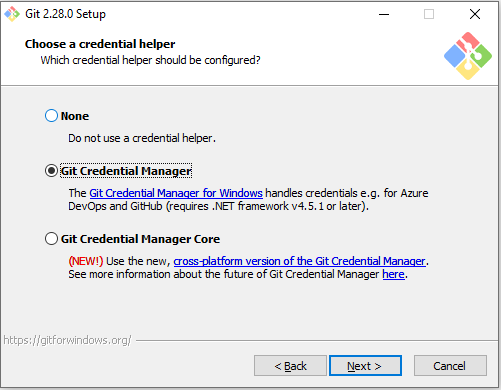 Git 2.28.0 Setup
Choose a credential helper
Which credential helper should be configured?
None
Do not use a credential helper.
Git Credential Manager
The Git Credential Manager for Windows handles credentials e.g. for Azure
DevOps and GitHub (requires .NET framework v4.5.1 or later).
Git Credential Manager Core
(NEW!) Use the new, cross-platform version of the Git Credential Manager.
See more information about the future of Git Credential Manager here.
https://gitforwindows.org/
< Back
Next >
Cancel